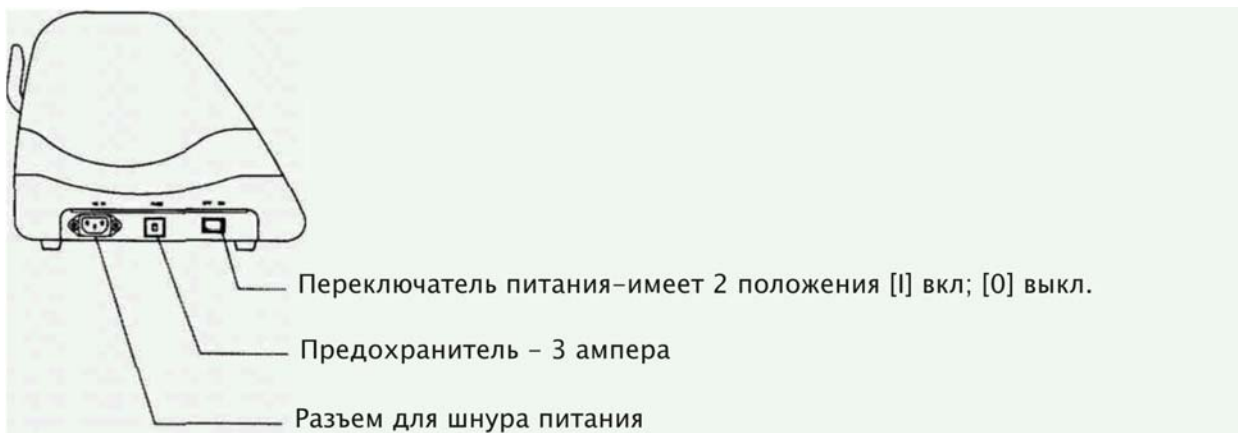 Переключатель питания–имеет 2 положения [I] вкл; [0] выкл.
Предохранитель – 3 ампера
Разъем для шнура питания